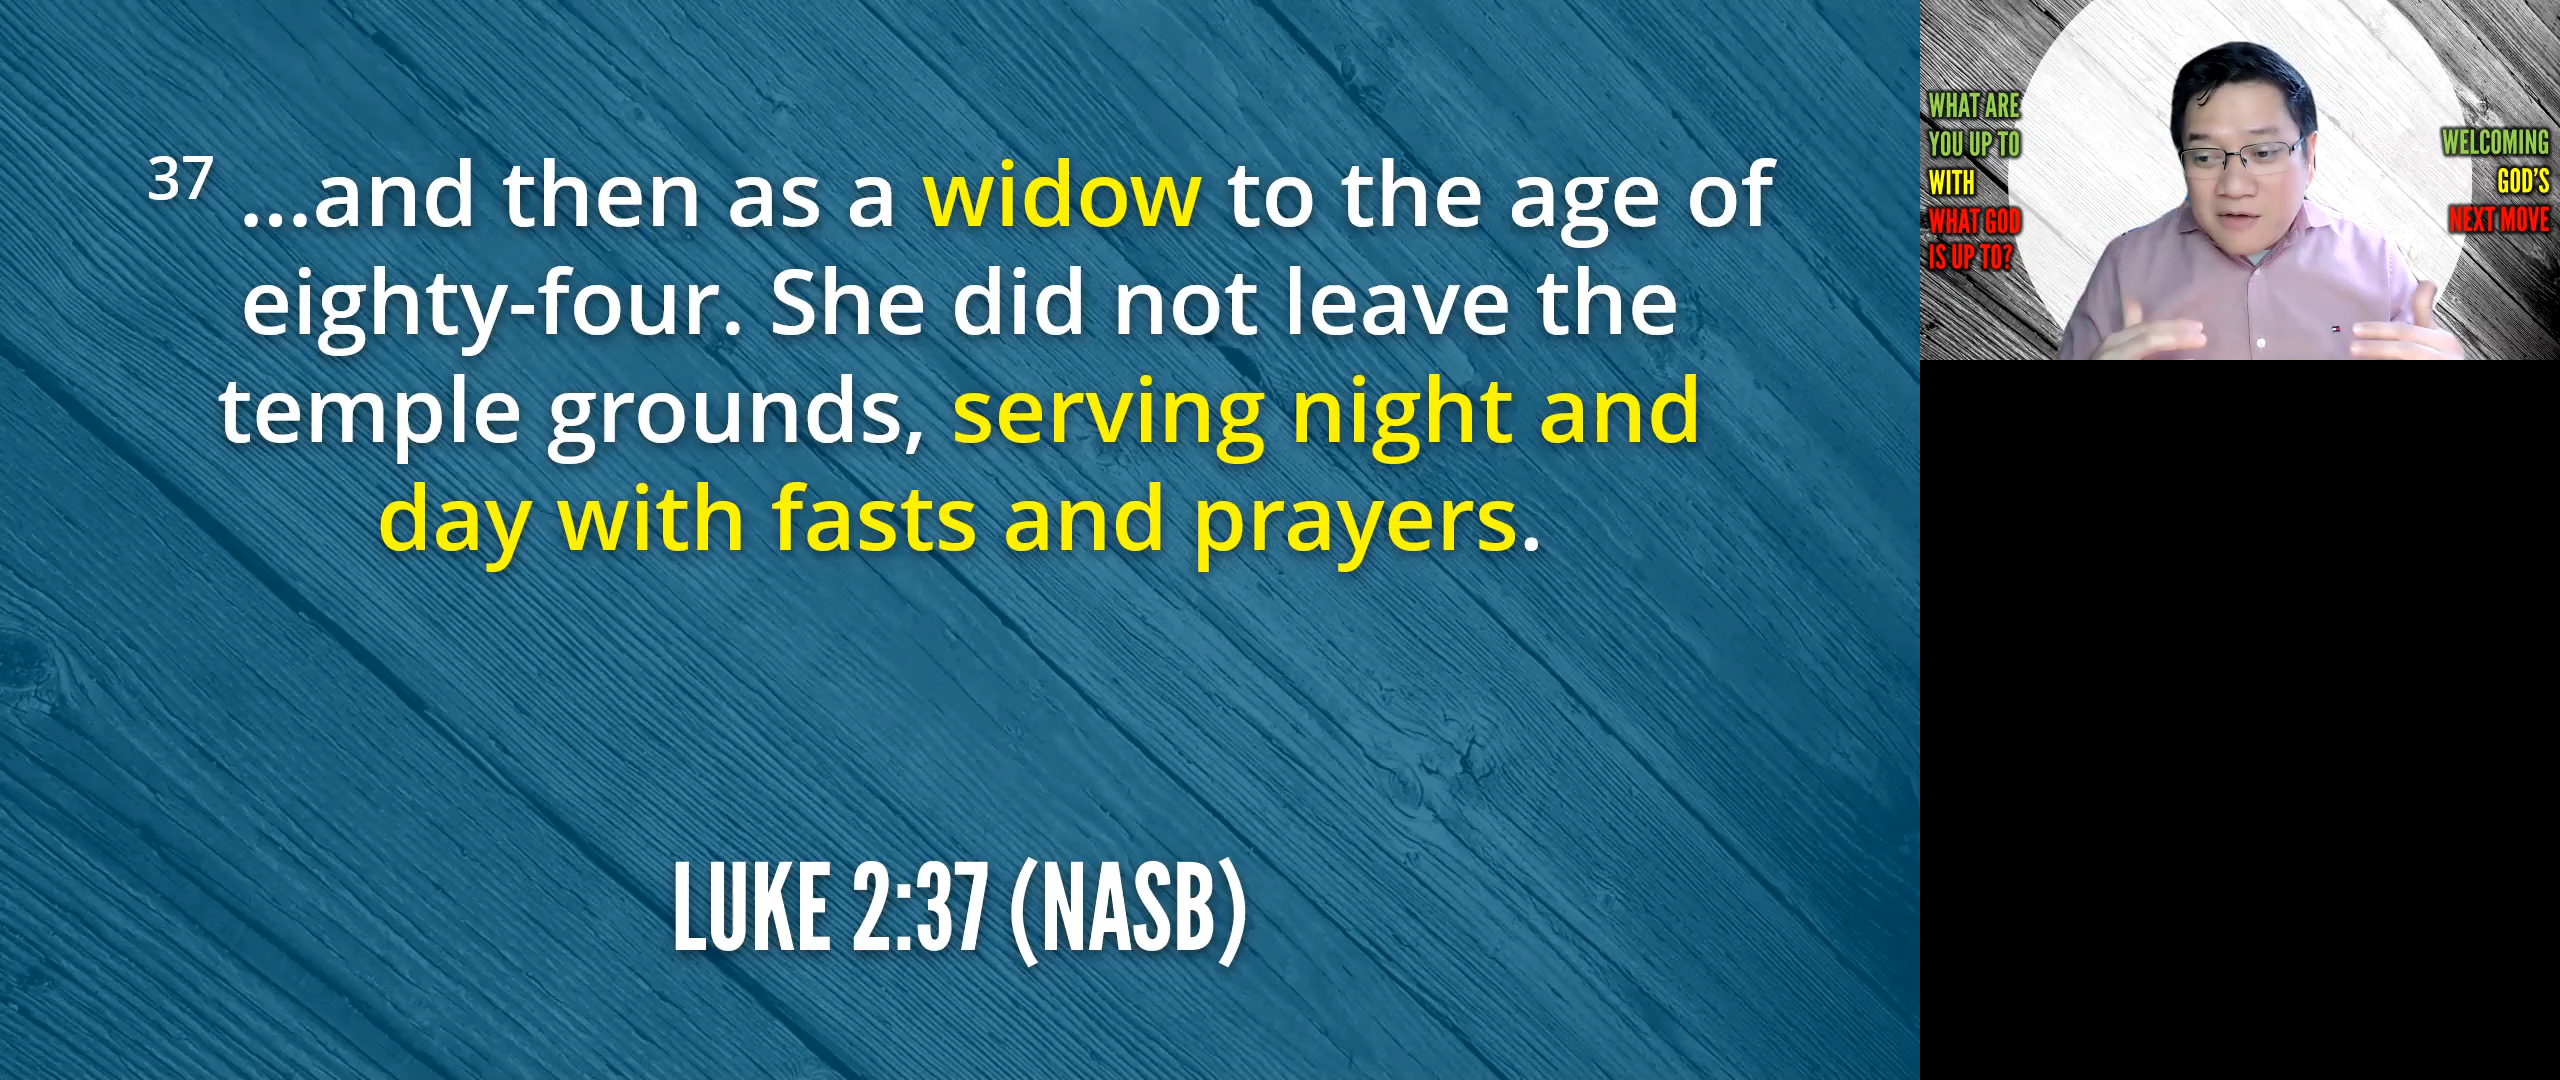 37 ...and then as a widow to the age of
eighty-four. She did not leave the
temple grounds, serving night and
day with fasts and prayers.
LUKE 2:37 (NASB)
WHAT ARE
YOU UP TO
WITH
WHAT GOD
IS UP TO?
WELCOMING
GOD'S
NEXT MOVE